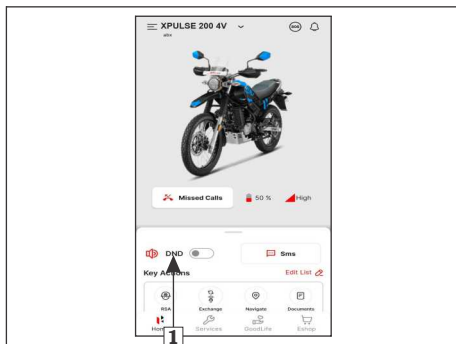 XPULSE 200 4V
Missed Calls 50 % High
DND Sms
Key Actions Edit List
RSA Exchange Navigate Documents
Home Services GoodLife Eshop
1